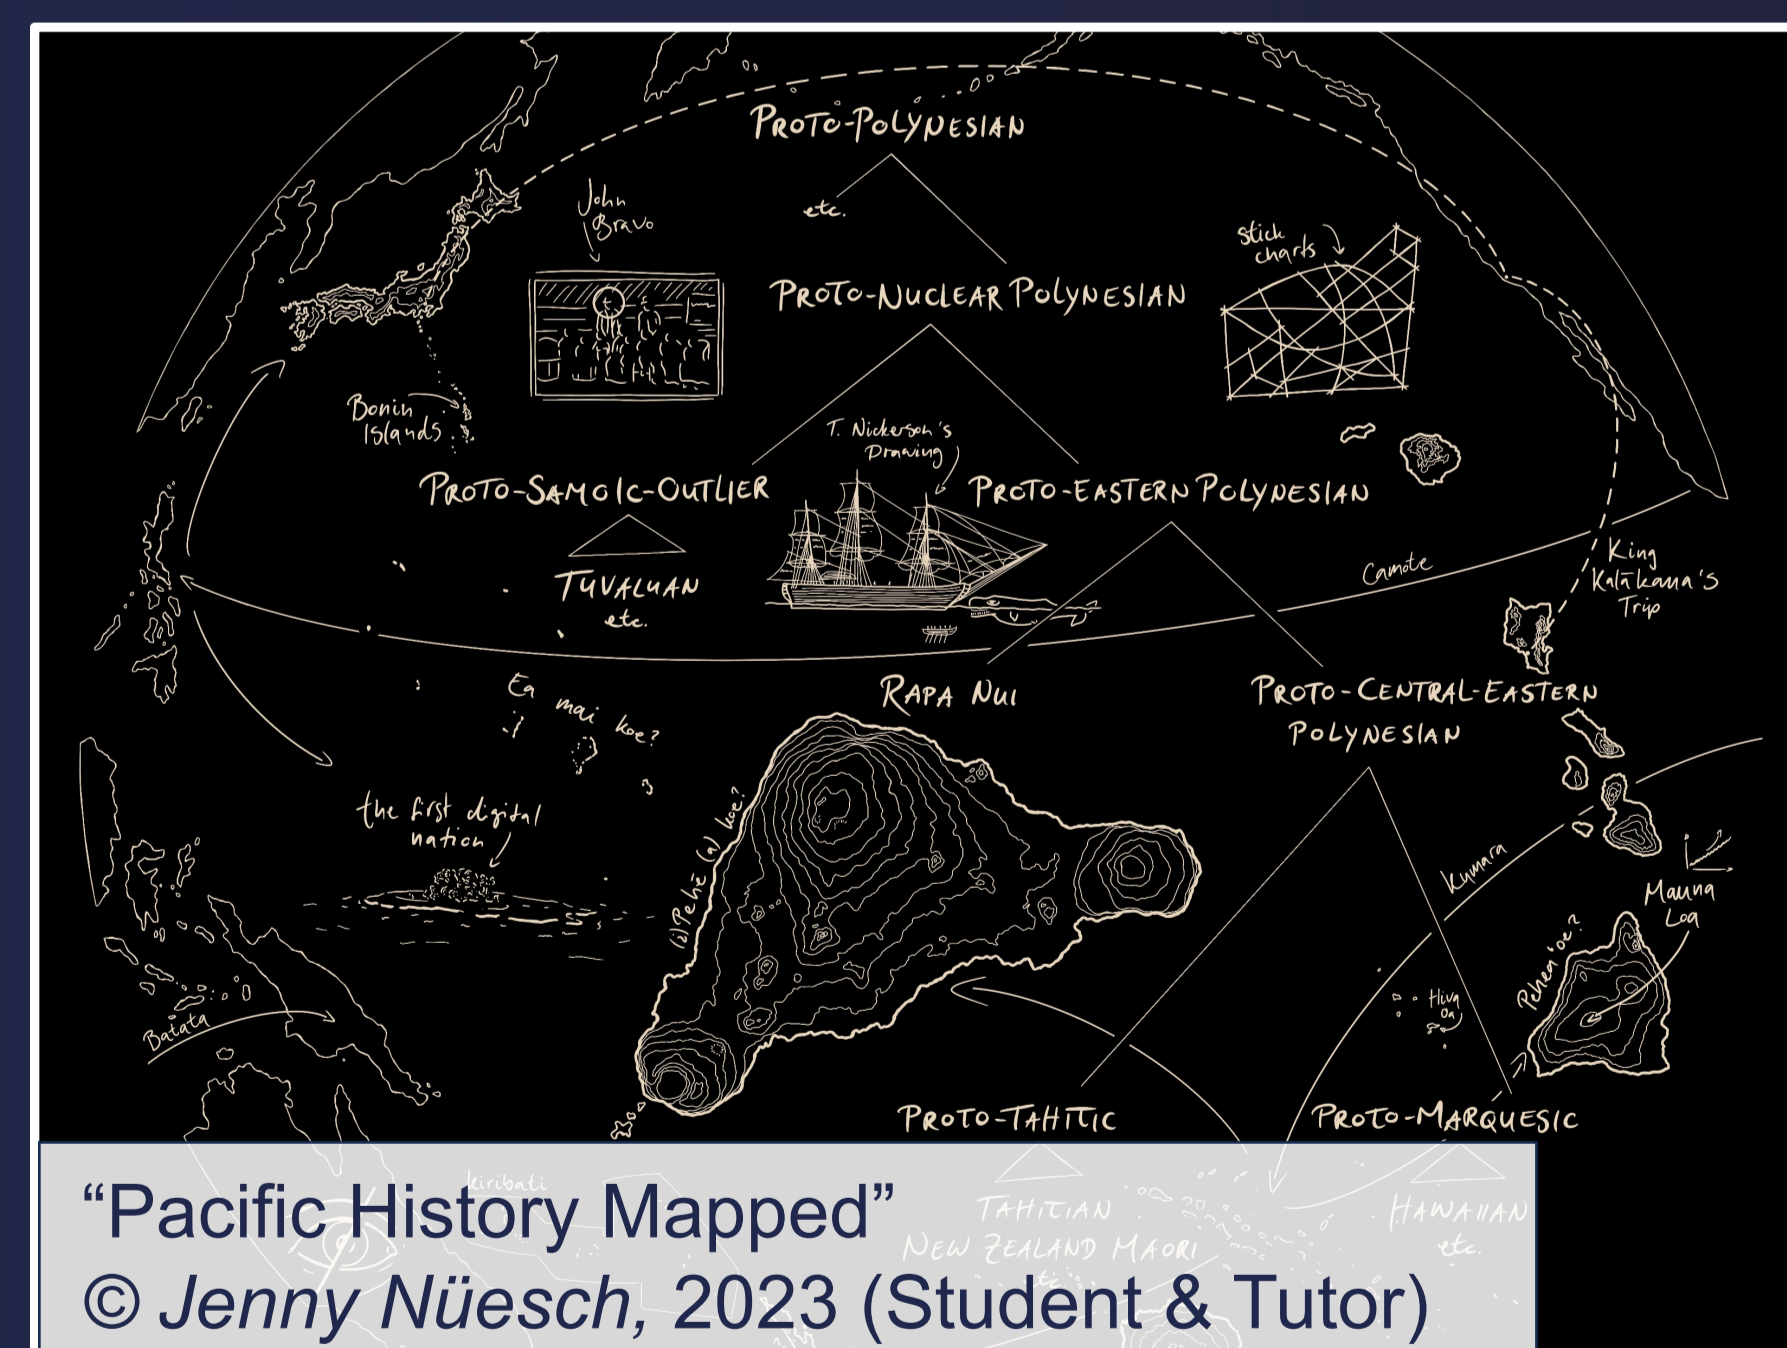 PROTO-POLYNESIAN
etc.
John
Bravo
PROTO-NUCLEAR POLYNESIAN
stick
charts
Bonin
Islands
T. Nickerson's
Drawing
PROTO-SAMOIC-OUTLIER
PROTO-EASTERN POLYNESIAN
TUVALUAN
etc.
Camote
King
Kalākaua's
Trip
Ea mai koe?
RAPA NUI
PROTO-CENTRAL-EASTERN
POLYNESIAN
the first digital
nation
(i) Pehē (a) koe?
Kumara
Mauna
Loa
Pehea 'oe?
Hiva
Oa
Batata
PROTO-TAHITIC
PROTO-MARQUESIC
kiribati
TAHITIAN
NEW ZEALAND MAORI
etc.
HAWAIIAN
etc.
“Pacific History Mapped”
© Jenny Nüesch, 2023 (Student & Tutor)